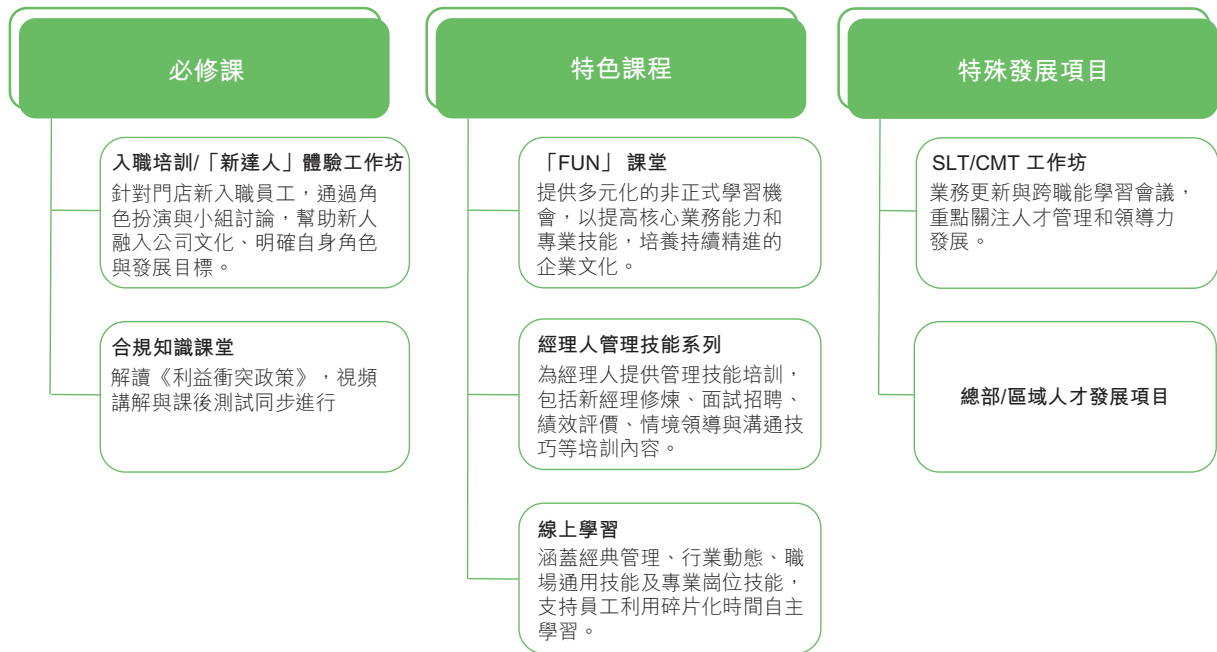 必修課
入職培訓/「新達人」體驗工作坊
針對門店新入職員工，通過角
色扮演與小組討論，幫助新人
融入公司文化、明確自身角色
與發展目標。
合規知識課堂
解讀《利益衝突政策》，視頻
講解與課後測試同步進行
特色課程
「FUN」 課堂
提供多元化的非正式學習機
會，以提高核心業務能力和
專業技能，培養持續精進的
企業文化。
經理人管理技能系列
為經理人提供管理技能培訓，
包括新經理修煉、面試招聘、
績效評價、情境領導與溝通技
巧等培訓內容。
線上學習
涵蓋經典管理、行業動態、職
場通用技能及專業崗位技能，
支持員工利用碎片化時間自主
學習。
特殊發展項目
SLT/CMT 工作坊
業務更新與跨職能學習會議，
重點關注人才管理和領導力
發展。
總部/區域人才發展項目